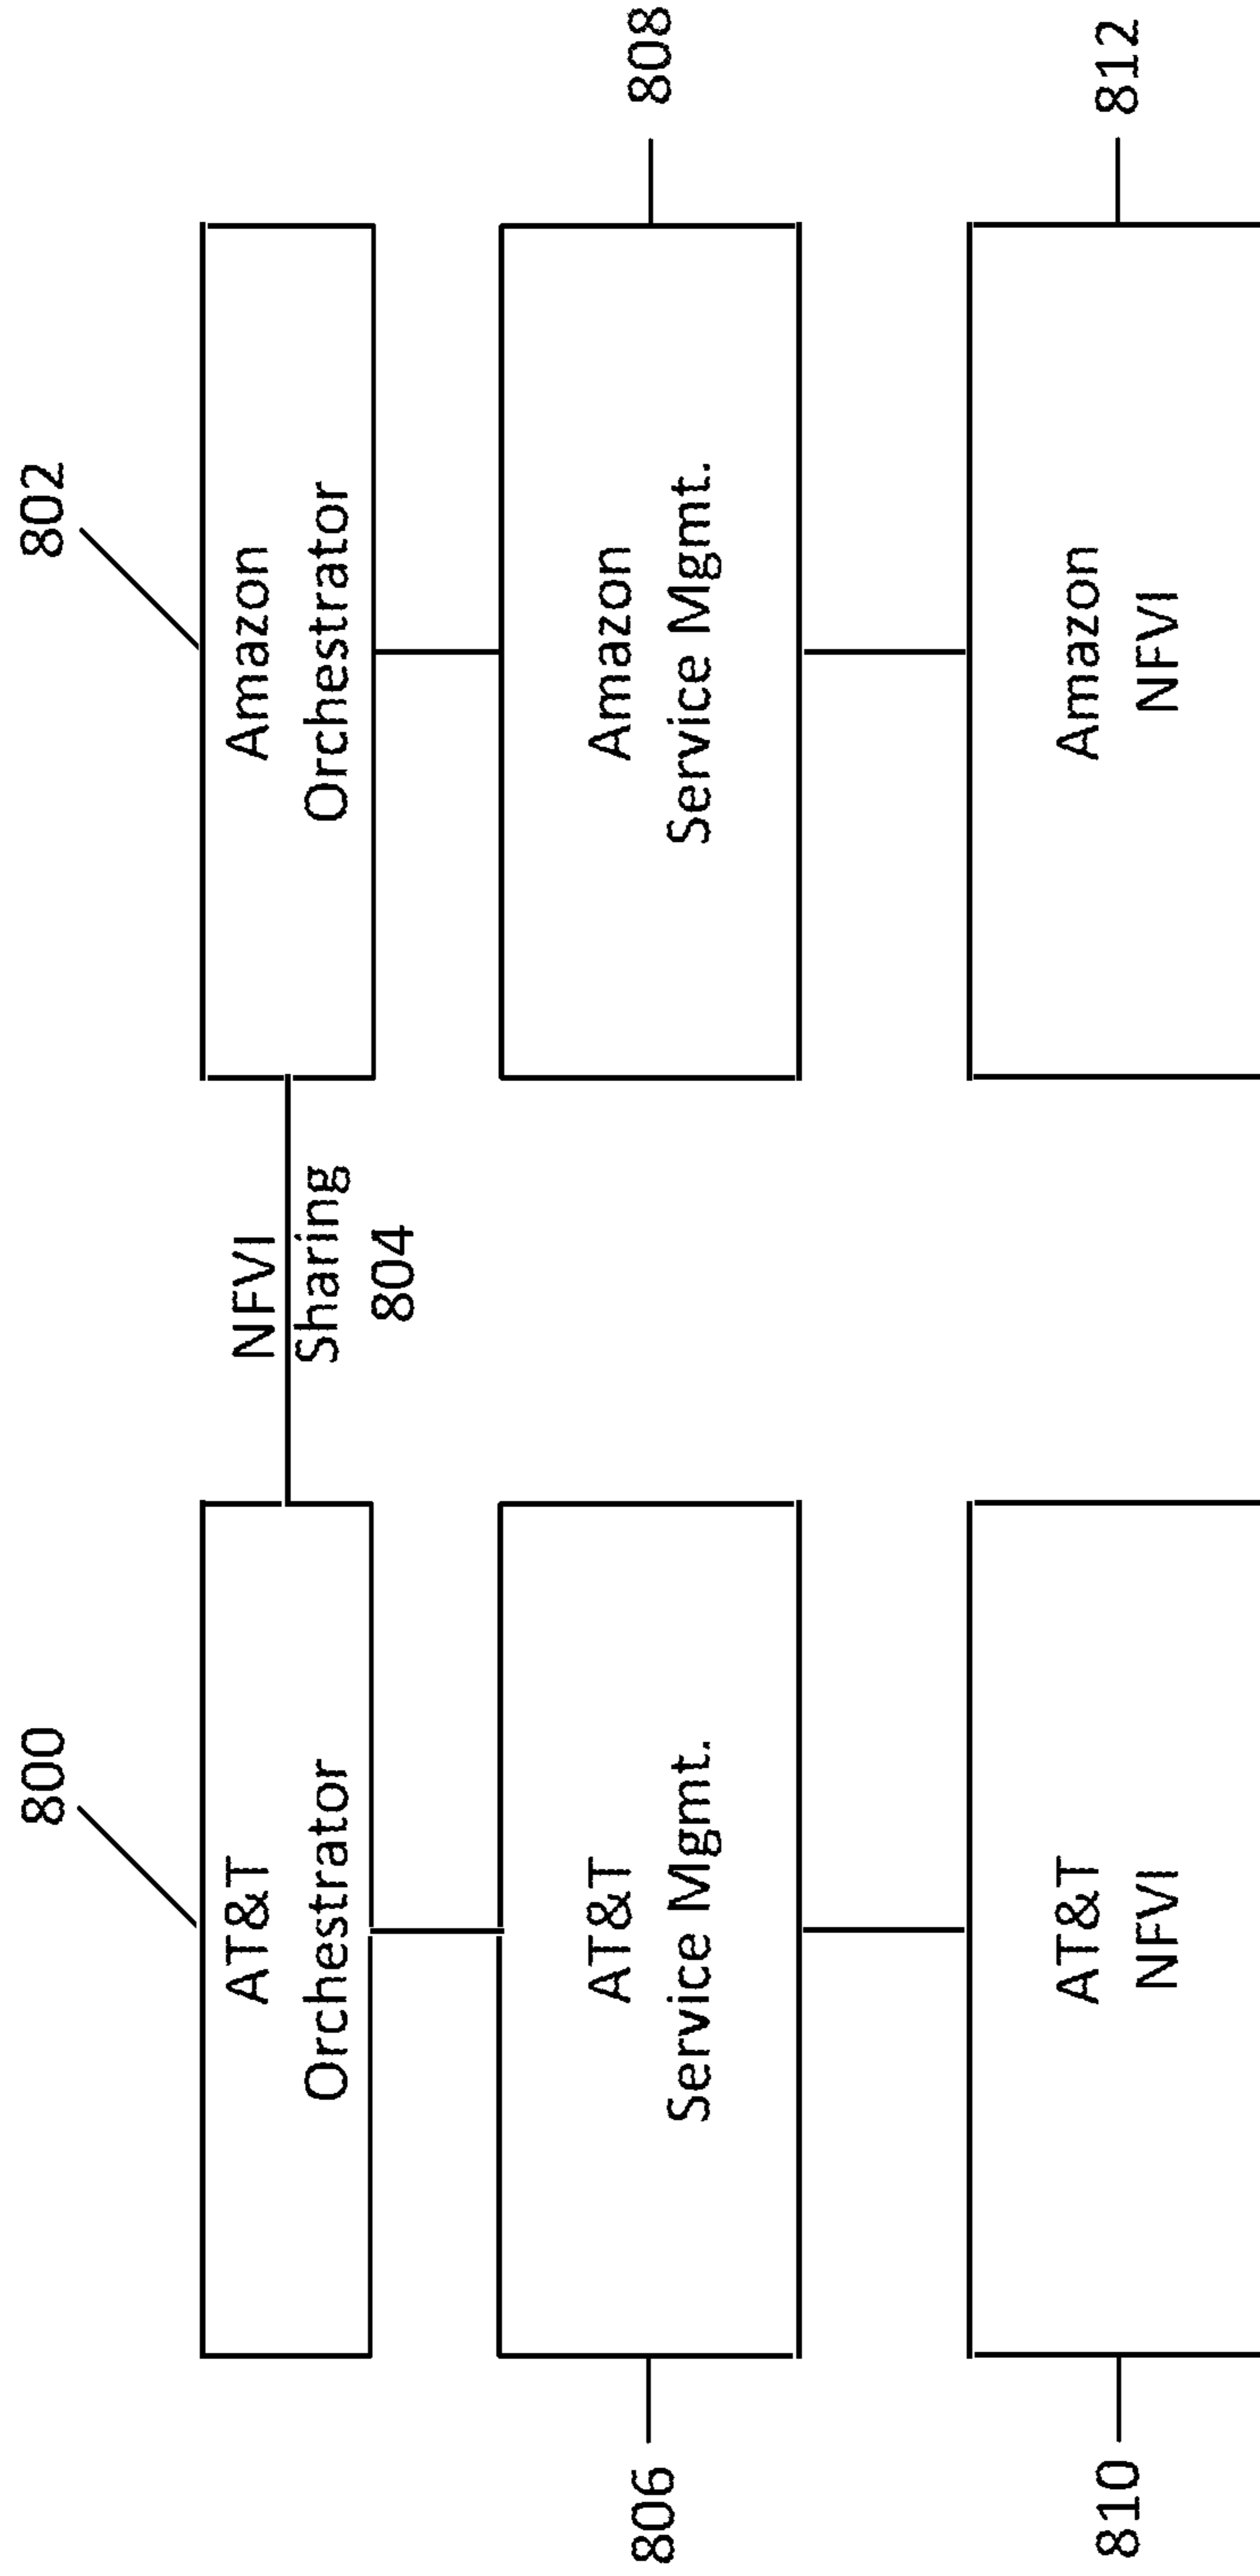 800
802
AT&T
Orchestrator
NFVI
Sharing
804
Amazon
Orchestrator
806
AT&T
Service Mgmt.
Amazon
Service Mgmt.
808
810
AT&T
NFVI
Amazon
NFVI
812